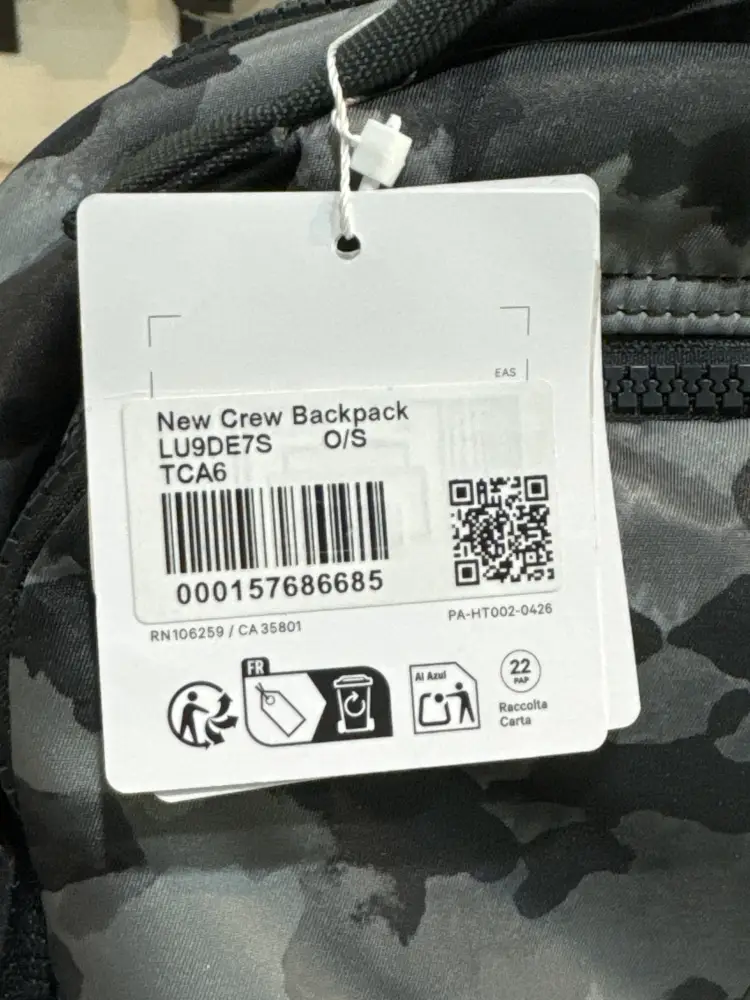 EAS
New Crew Backpack
LU9DE7S O/S
TCA6
000157686685
RN106259 / CA 35801
PA-HT002-0426
FR
Al Azul
22
PAP
Raccolta
Carta